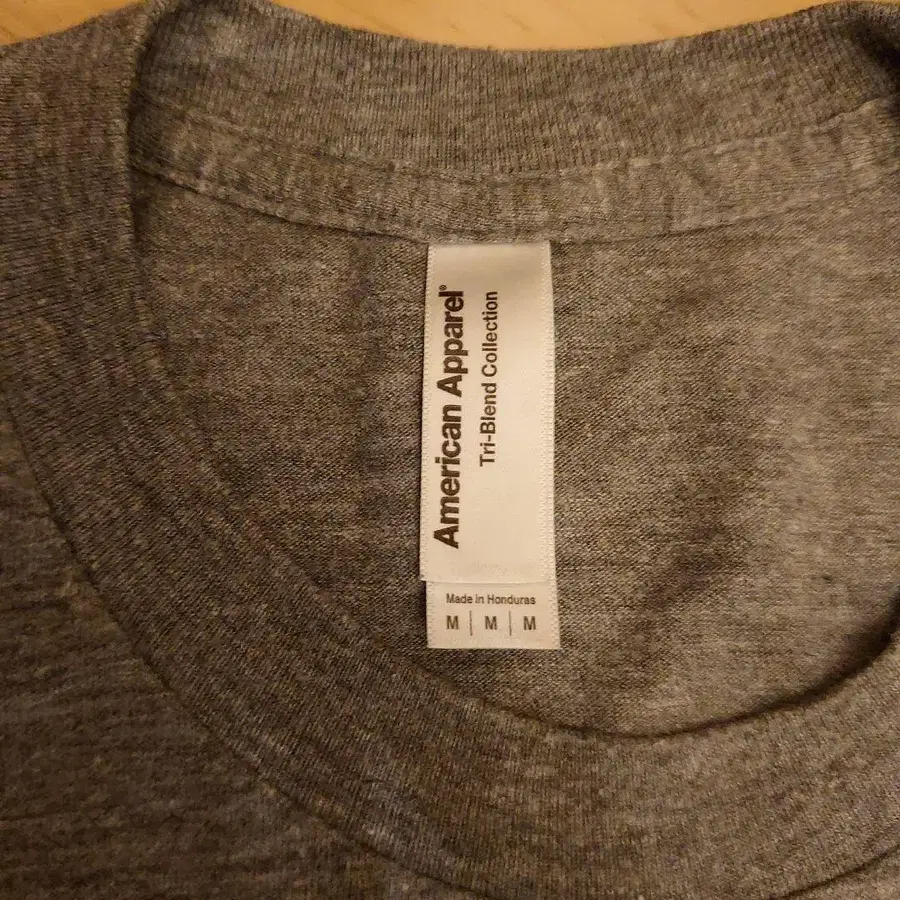 American Apparel®
Tri-Blend Collection
Made in Honduras
M | M | M